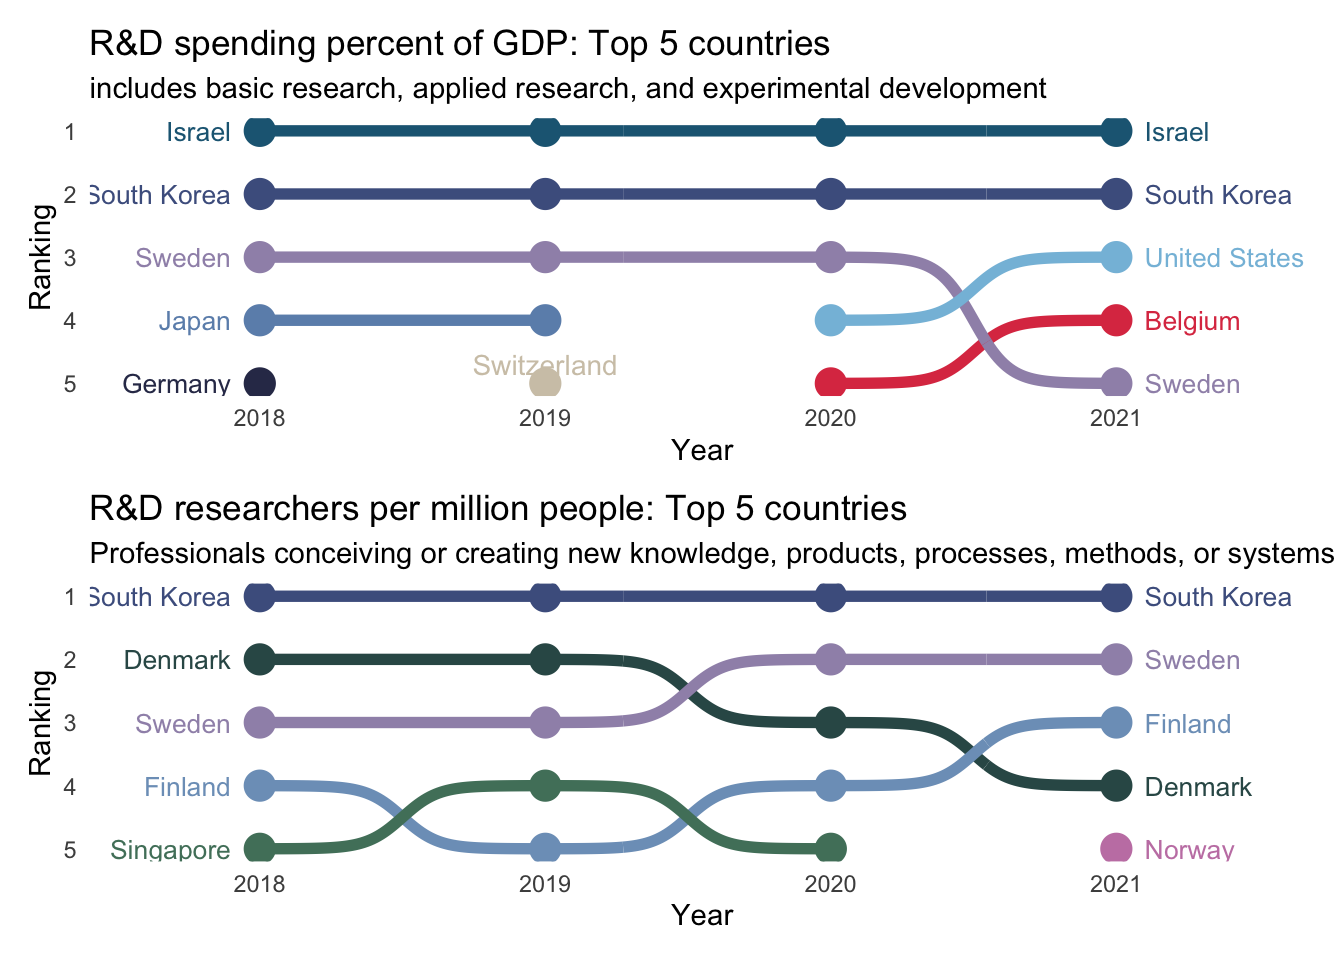 R&D spending percent of GDP: Top 5 countries
includes basic research, applied research, and experimental development
Ranking
1 Israel Israel
2 South Korea South Korea
3 Sweden United States
4 Japan Belgium
Switzerland
5 Germany Sweden
2018 2019 2020 2021
Year
R&D researchers per million people: Top 5 countries
Professionals conceiving or creating new knowledge, products, processes, methods, or systems
Ranking
1 South Korea South Korea
2 Denmark Sweden
3 Sweden Finland
4 Finland Denmark
5 Singapore Norway
2018 2019 2020 2021
Year